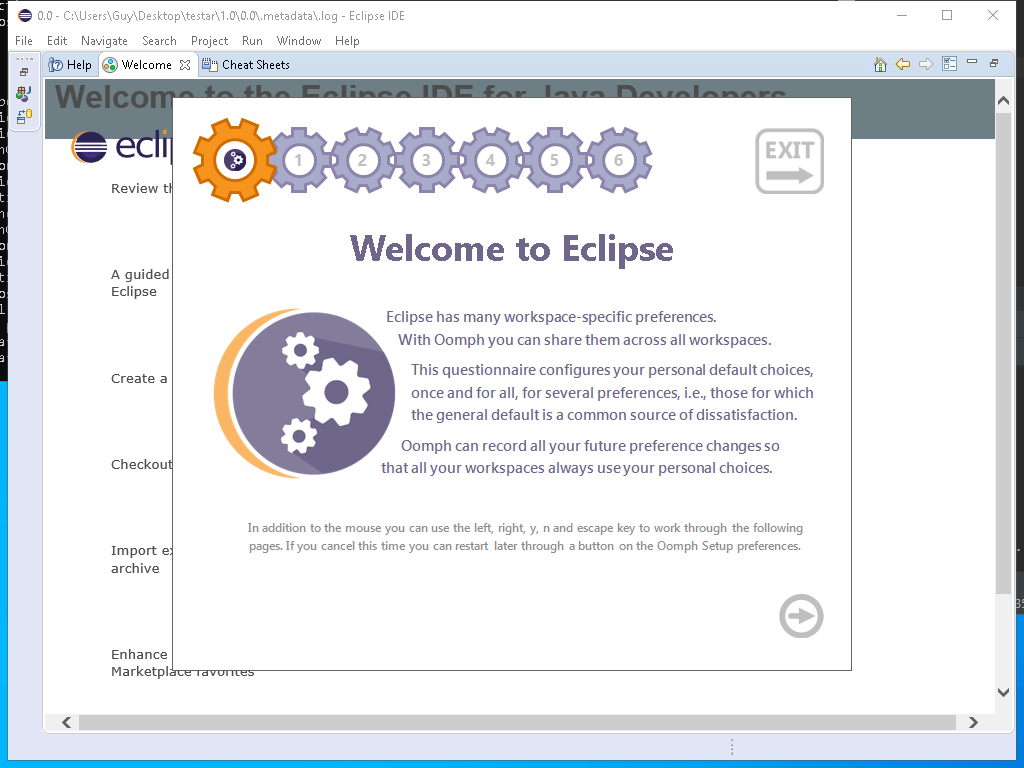 0.0 - C:\Users\Guy\Desktop\testar\1.0\0.0\.metadata\.log - Eclipse IDE
File Edit Navigate Search Project Run Window Help
Help Welcome Cheat Sheets
Welcome to the Eclipse IDE for Java Developers
ecli
1 2 3 4 5 6
EXIT
Review th
Welcome to Eclipse
A guided
Eclipse
Eclipse has many workspace-specific preferences.
With Oomph you can share them across all workspaces.
This questionnaire configures your personal default choices,
once and for all, for several preferences, i.e., those for which
the general default is a common source of dissatisfaction.
Create a
Oomph can record all your future preference changes so
that all your workspaces always use your personal choices.
Checkout
In addition to the mouse you can use the left, right, y, n and escape key to work through the following
pages. If you cancel this time you can restart later through a button on the Oomph Setup preferences.
Import ex
archive
Enhance
Marketplace favorites